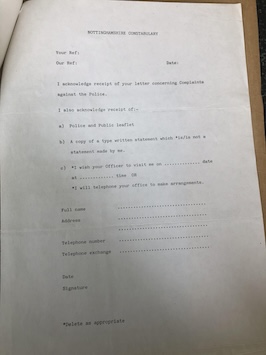 NOTTINGHAMSHIRE CONSTABULARY
Your Ref:
Our Ref: Date:
I acknowledge receipt of your letter concerning Complaints
against the Police.
I also acknowledge receipt of:-
a) Police and Public leaflet
b) A copy of a type written statement which *is/is not a
statement made by me.
c) *I wish your Officer to visit me on .............. date
at ............. time OR
*I will telephone your office to make arrangements.
Full name ................................
Address ................................
................................
Telephone number ................................
Telephone exchange ................................
Date
Signature
*Delete as appropriate